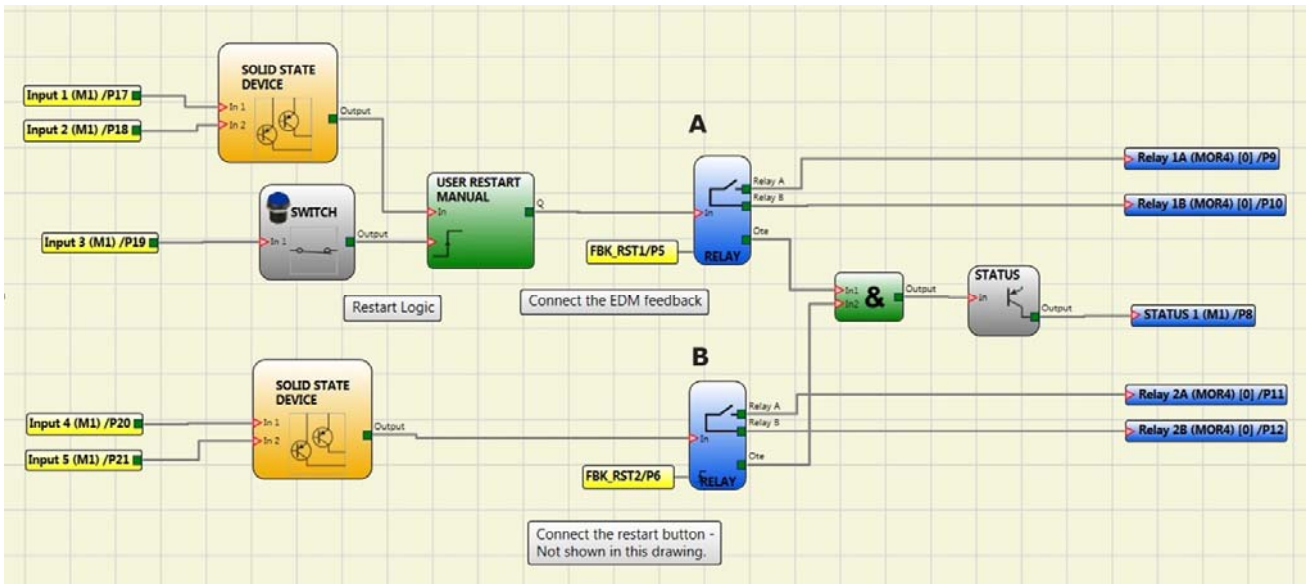 SOLID STATE
DEVICE
Input 1 (M1) /P17
In 1
Input 2 (M1) /P18
In 2
Output
A
Relay 1A (MOR4) [0] /P9
USER RESTART
MANUAL
Relay A
SWITCH
In
Q
In
Relay B
Relay 1B (MOR4) [0] /P10
Input 3 (M1) /P19
In 1
Output
Ote
FBK_RST1/P5
RELAY
STATUS
Restart Logic
Connect the EDM feedback
In1
In2
&
Output
In
Output
STATUS 1 (M1) /P8
B
SOLID STATE
DEVICE
Relay A
Relay 2A (MOR4) [0] /P11
Input 4 (M1) /P20
In 1
Output
In
Relay B
Relay 2B (MOR4) [0] /P12
Input 5 (M1) /P21
In 2
Ote
FBK_RST2/P6
RELAY
Connect the restart button -
Not shown in this drawing.